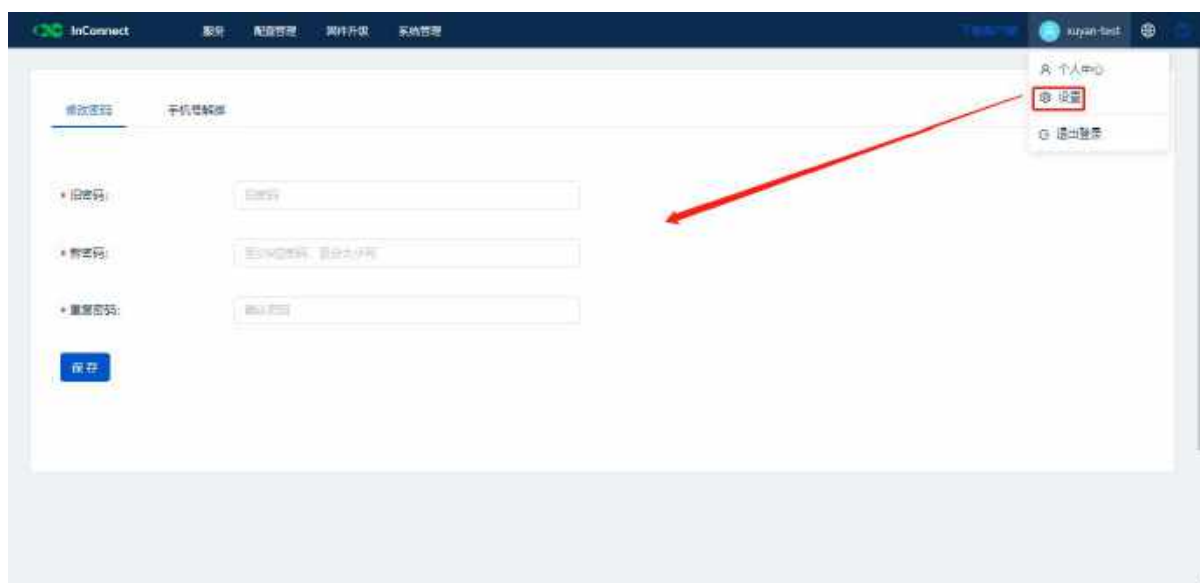 InConnect 服务 配置管理 固件升级 系统管理 xuyan-test
个人中心
设置
退出登录
修改密码 手机号解绑
* 旧密码: 旧密码
* 新密码:
* 重复密码: 确认密码
保存